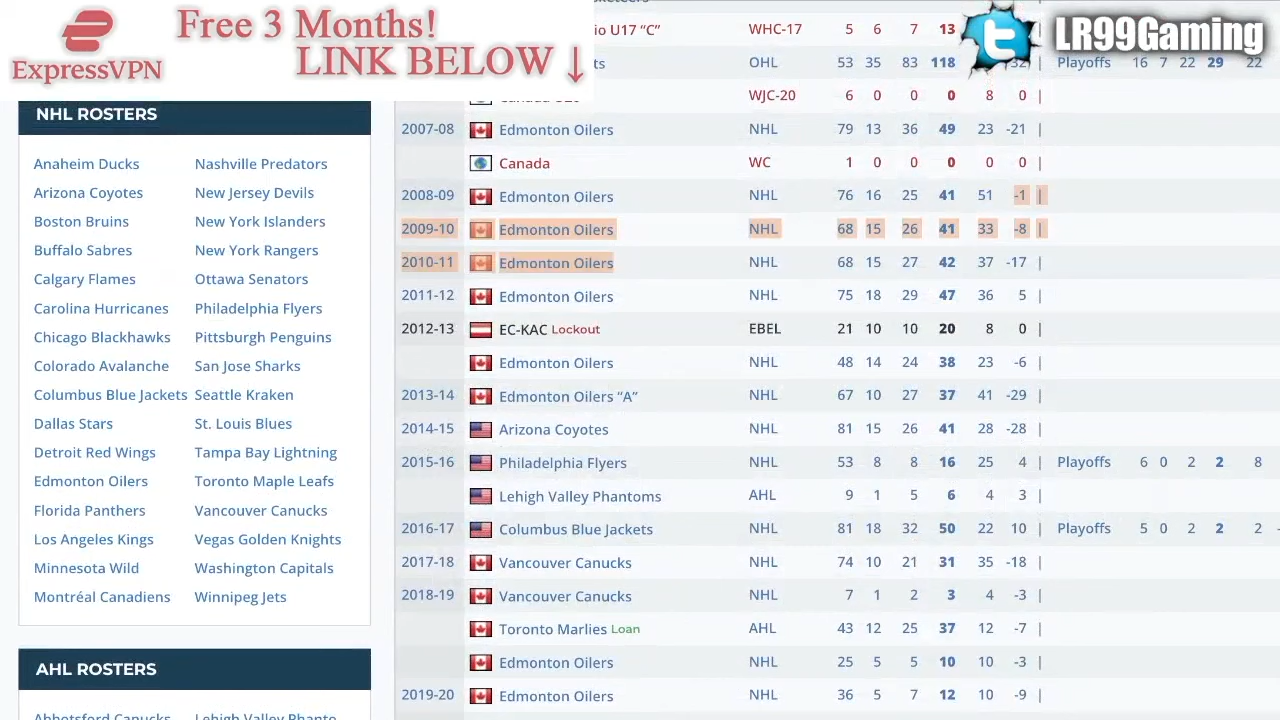 ExpressVPN
Free 3 Months!
LINK BELOW ↓
LR99Gaming
io U17 “C” WHC-17 5 6 7 13
ts OHL 53 35 83 118 Playoffs 16 7 22 29 22
WJC-20 6 0 0 0 8 0 |
2007-08 Edmonton Oilers NHL 79 13 36 49 23 -21 |
Canada WC 1 0 0 0 0 0 |
2008-09 Edmonton Oilers NHL 76 16 25 41 51 -1 |
2009-10 Edmonton Oilers NHL 68 15 26 41 33 -8 |
2010-11 Edmonton Oilers NHL 68 15 27 42 37 -17 |
2011-12 Edmonton Oilers NHL 75 18 29 47 36 5 |
2012-13 EC-KAC Lockout EBEL 21 10 10 20 8 0 |
Edmonton Oilers NHL 48 14 24 38 23 -6 |
2013-14 Edmonton Oilers “A” NHL 67 10 27 37 41 -29 |
2014-15 Arizona Coyotes NHL 81 15 26 41 28 -28 |
2015-16 Philadelphia Flyers NHL 53 8 8 16 25 4 | Playoffs 6 0 2 2 8
Lehigh Valley Phantoms AHL 9 1 5 6 4 3 |
2016-17 Columbus Blue Jackets NHL 81 18 32 50 22 10 | Playoffs 5 0 2 2 2
2017-18 Vancouver Canucks NHL 74 10 21 31 35 -18 |
2018-19 Vancouver Canucks NHL 7 1 2 3 4 -3 |
Toronto Marlies Loan AHL 43 12 25 37 12 -7 |
Edmonton Oilers NHL 25 5 5 10 10 -3 |
2019-20 Edmonton Oilers NHL 36 5 7 12 10 -9 |
NHL ROSTERS
Anaheim Ducks Nashville Predators
Arizona Coyotes New Jersey Devils
Boston Bruins New York Islanders
Buffalo Sabres New York Rangers
Calgary Flames Ottawa Senators
Carolina Hurricanes Philadelphia Flyers
Chicago Blackhawks Pittsburgh Penguins
Colorado Avalanche San Jose Sharks
Columbus Blue Jackets Seattle Kraken
Dallas Stars St. Louis Blues
Detroit Red Wings Tampa Bay Lightning
Edmonton Oilers Toronto Maple Leafs
Florida Panthers Vancouver Canucks
Los Angeles Kings Vegas Golden Knights
Minnesota Wild Washington Capitals
Montréal Canadiens Winnipeg Jets
AHL ROSTERS
Abbotsford Canucks Lehigh Valley Phanto